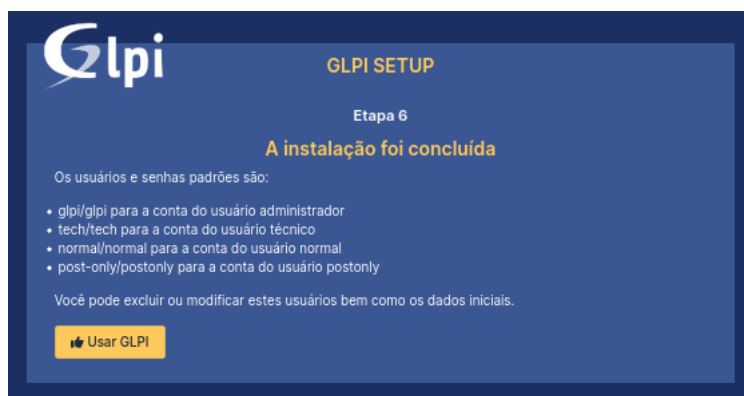 Glpi
GLPI SETUP
Etapa 6
A instalação foi concluída
Os usuários e senhas padrões são:
• glpi/glpi para a conta do usuário administrador
• tech/tech para a conta do usuário técnico
• normal/normal para a conta do usuário normal
• post-only/postonly para a conta do usuário postonly
Você pode excluir ou modificar estes usuários bem como os dados iniciais.
Usar GLPI